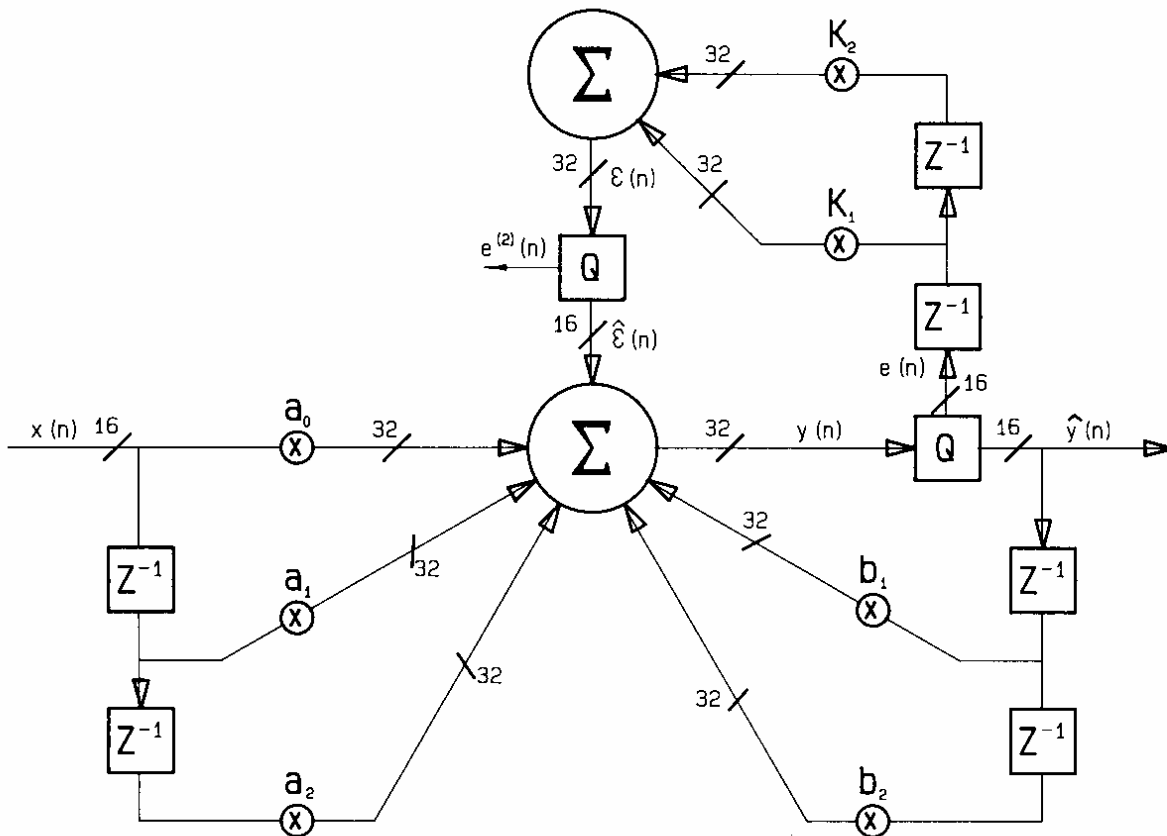 K₂
32
Σ
Z⁻¹
32
32
ε(n)
K₁
e⁽²⁾(n)
Q
Z⁻¹
16
ε̂(n)
e(n)
16
x(n)
16
a₀
32
Σ
32
y(n)
Q
16
ŷ(n)
32
Z⁻¹
a₁
32
b₁
Z⁻¹
32
32
Z⁻¹
Z⁻¹
a₂
b₂